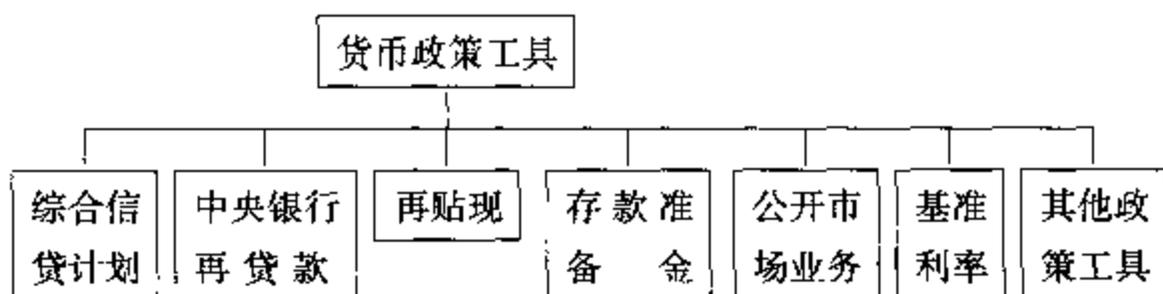 货币政策工具
综合信
贷计划
中央银行
再贷款
再贴现
存款准
备金
公开市
场业务
基准
利率
其他政
策工具